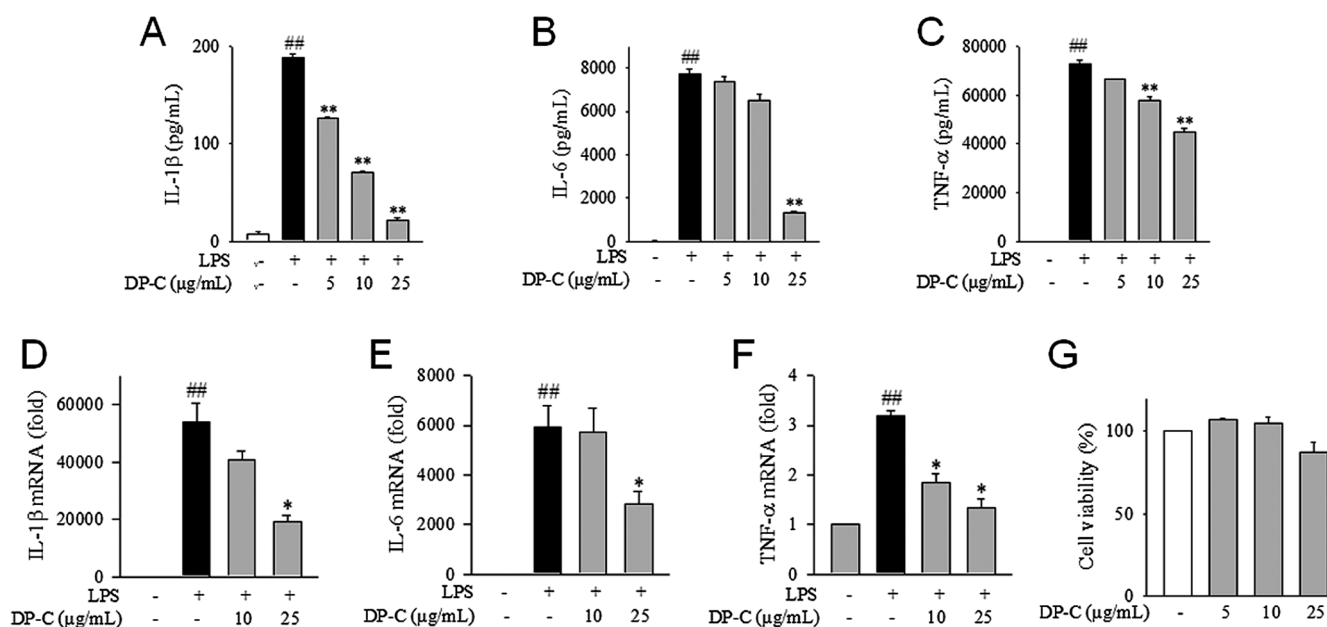 A
IL-1β (pg/mL)
200
100
0
##
**
**
**
LPS - + + + +
DP-C (µg/mL) - - 5 10 25
B
IL-6 (pg/mL)
8000
6000
4000
2000
0
##
**
LPS - + + + +
DP-C (µg/mL) - - 5 10 25
C
TNF-α (pg/mL)
80000
60000
40000
20000
0
##
**
**
LPS - + + + +
DP-C (µg/mL) - - 5 10 25
D
IL-1β mRNA (fold)
60000
40000
20000
0
##
*
LPS - + + +
DP-C (µg/mL) - - 10 25
E
IL-6 mRNA (fold)
8000
6000
4000
2000
0
##
*
LPS - + + +
DP-C (µg/mL) - - 10 25
F
TNF-α mRNA (fold)
4
3
2
1
0
##
*
*
LPS - + + +
DP-C (µg/mL) - - 10 25
G
Cell viability (%)
100
50
0
DP-C (µg/mL) - 5 10 25